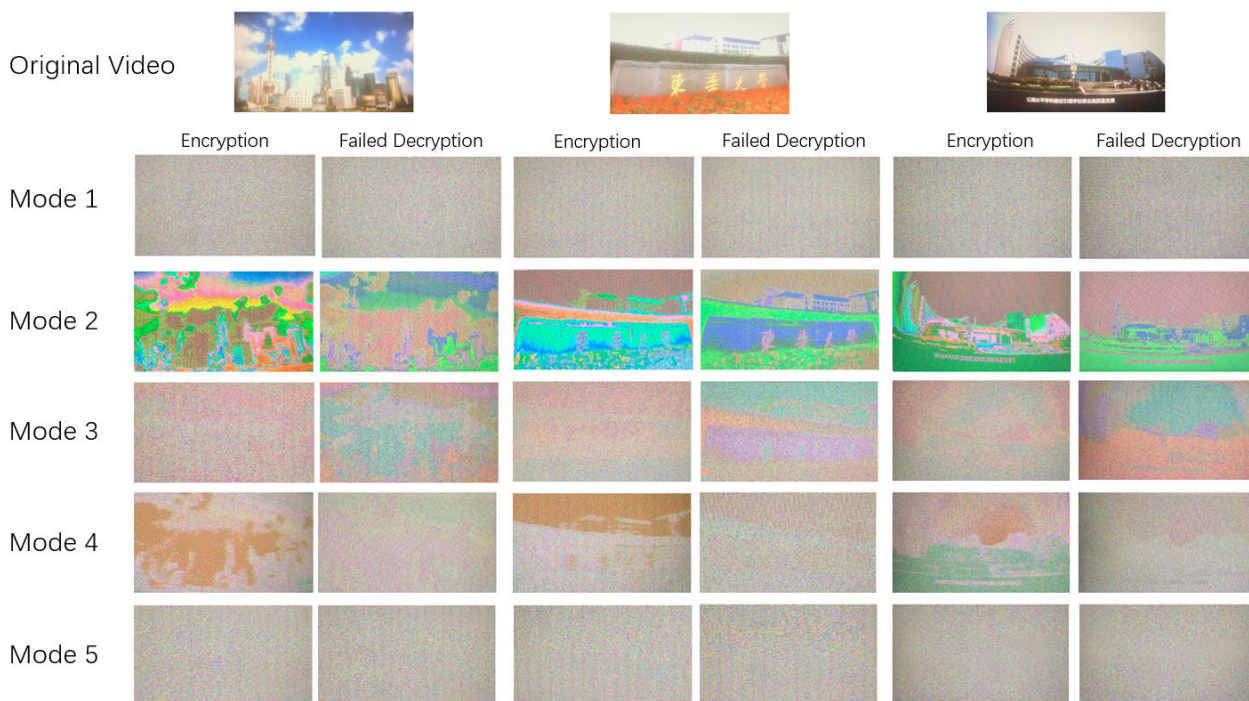 Original Video
東華大學
Encryption Failed Decryption Encryption Failed Decryption Encryption Failed Decryption
Mode 1
Mode 2
Mode 3
Mode 4
Mode 5